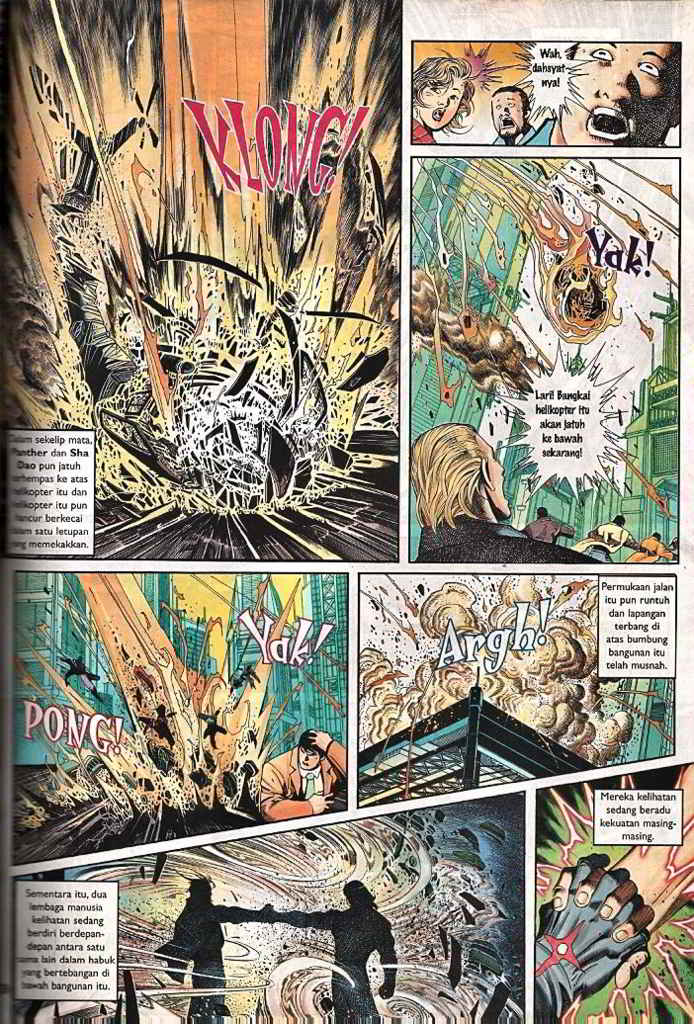 KLONG!
Dalam sekelip mata,
Panther dan Sha
Dao pun jatuh
terhempas ke atas
helikopter itu dan
helikopter itu pun
hancur berkecai
dalam satu letupan
yang memekakkan.
Wah,
dahsyat
nya!
Yak!
Lari! Bangkai
helikopter itu
akan jatuh
ke bawah
sekarang!
PONG!
Yak!
Argh!
Permukaan jalan
itu pun runtuh
dan lapangan
terbang di
atas bumbung
bangunan itu
telah musnah.
Sementara itu, dua
lembaga manusia
kelihatan sedang
berdiri berdepan-
depan antara satu
sama lain dalam habuk
yang bertebangan di
bawah bangunan itu.
Mereka kelihatan
sedang beradu
kekuatan masing-
masing.